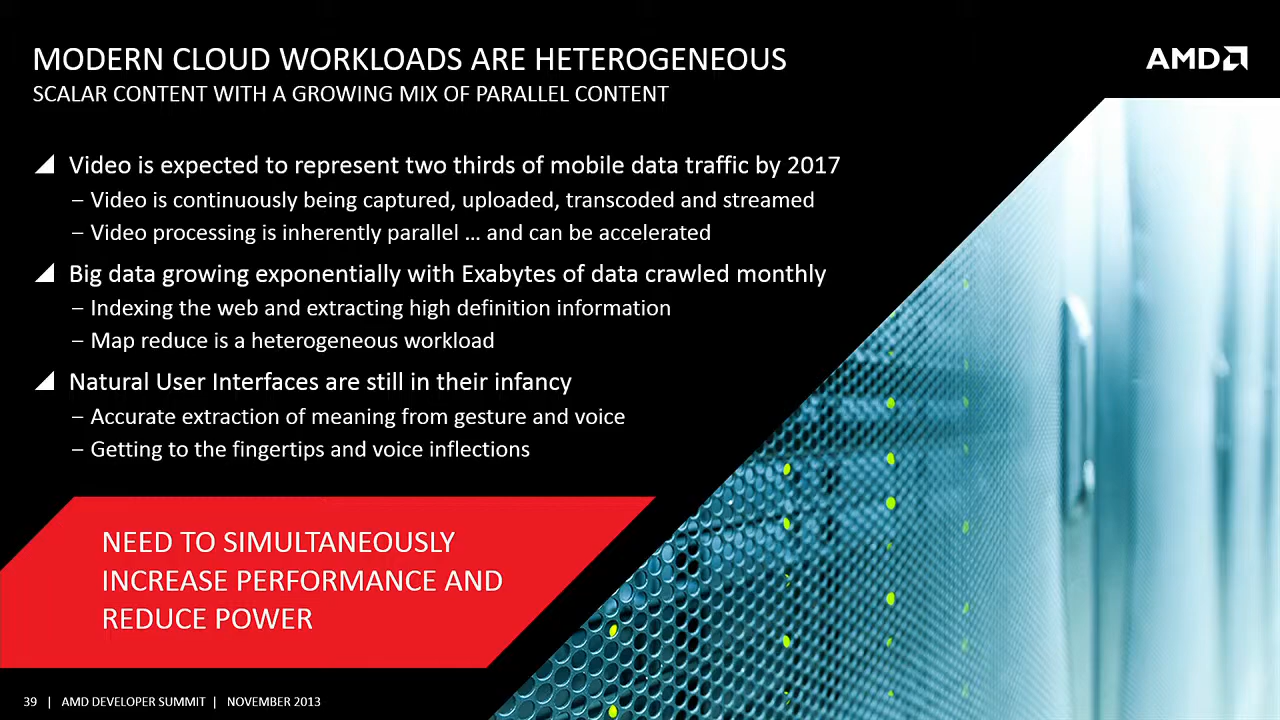 MODERN CLOUD WORKLOADS ARE HETEROGENEOUS
AMD
SCALAR CONTENT WITH A GROWING MIX OF PARALLEL CONTENT
Video is expected to represent two thirds of mobile data traffic by 2017
– Video is continuously being captured, uploaded, transcoded and streamed
– Video processing is inherently parallel … and can be accelerated
Big data growing exponentially with Exabytes of data crawled monthly
– Indexing the web and extracting high definition information
– Map reduce is a heterogeneous workload
Natural User Interfaces are still in their infancy
– Accurate extraction of meaning from gesture and voice
– Getting to the fingertips and voice inflections
NEED TO SIMULTANEOUSLY
INCREASE PERFORMANCE AND
REDUCE POWER
39 | AMD DEVELOPER SUMMIT | NOVEMBER 2013